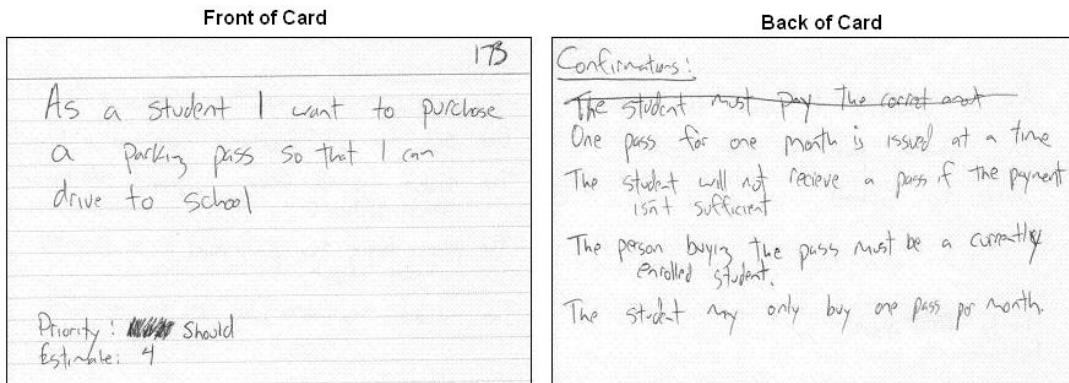 Front of Card
173
As a student I want to purchase
a parking pass so that I can
drive to school
Priority: Should
Estimate: 4
Back of Card
Confirmations:
The student must pay the corret
One pass for one month is issued at a time
The student will not recieve a pass if the payment
isn't sufficient
The person buying the pass must be a currently
enrolled student.
The student may only buy one pass per month.